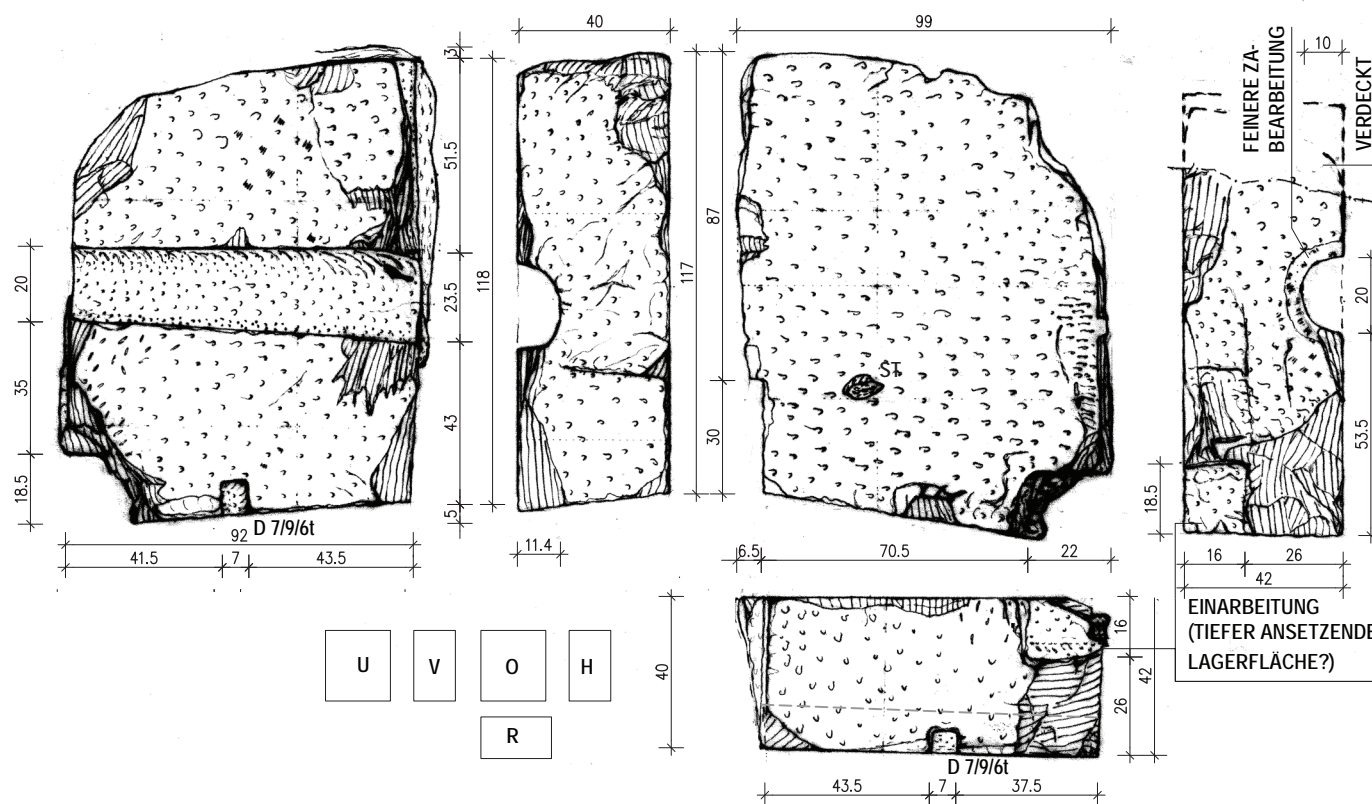 40
99
10
FEINERE ZA-
BEARBEITUNG
VERDECKT
3
51.5
23.5
43
5
118
20
35
18.5
92
D 7/9/6t
41.5
7
43.5
11.4
117
87
30
ST
6.5
70.5
22
20
53.5
18.5
16
26
42
EINARBEITUNG
(TIEFER ANSETZENDE
LAGERFLÄCHE?)
U
V
O
H
R
40
16
26
42
D 7/9/6t
43.5
7
37.5